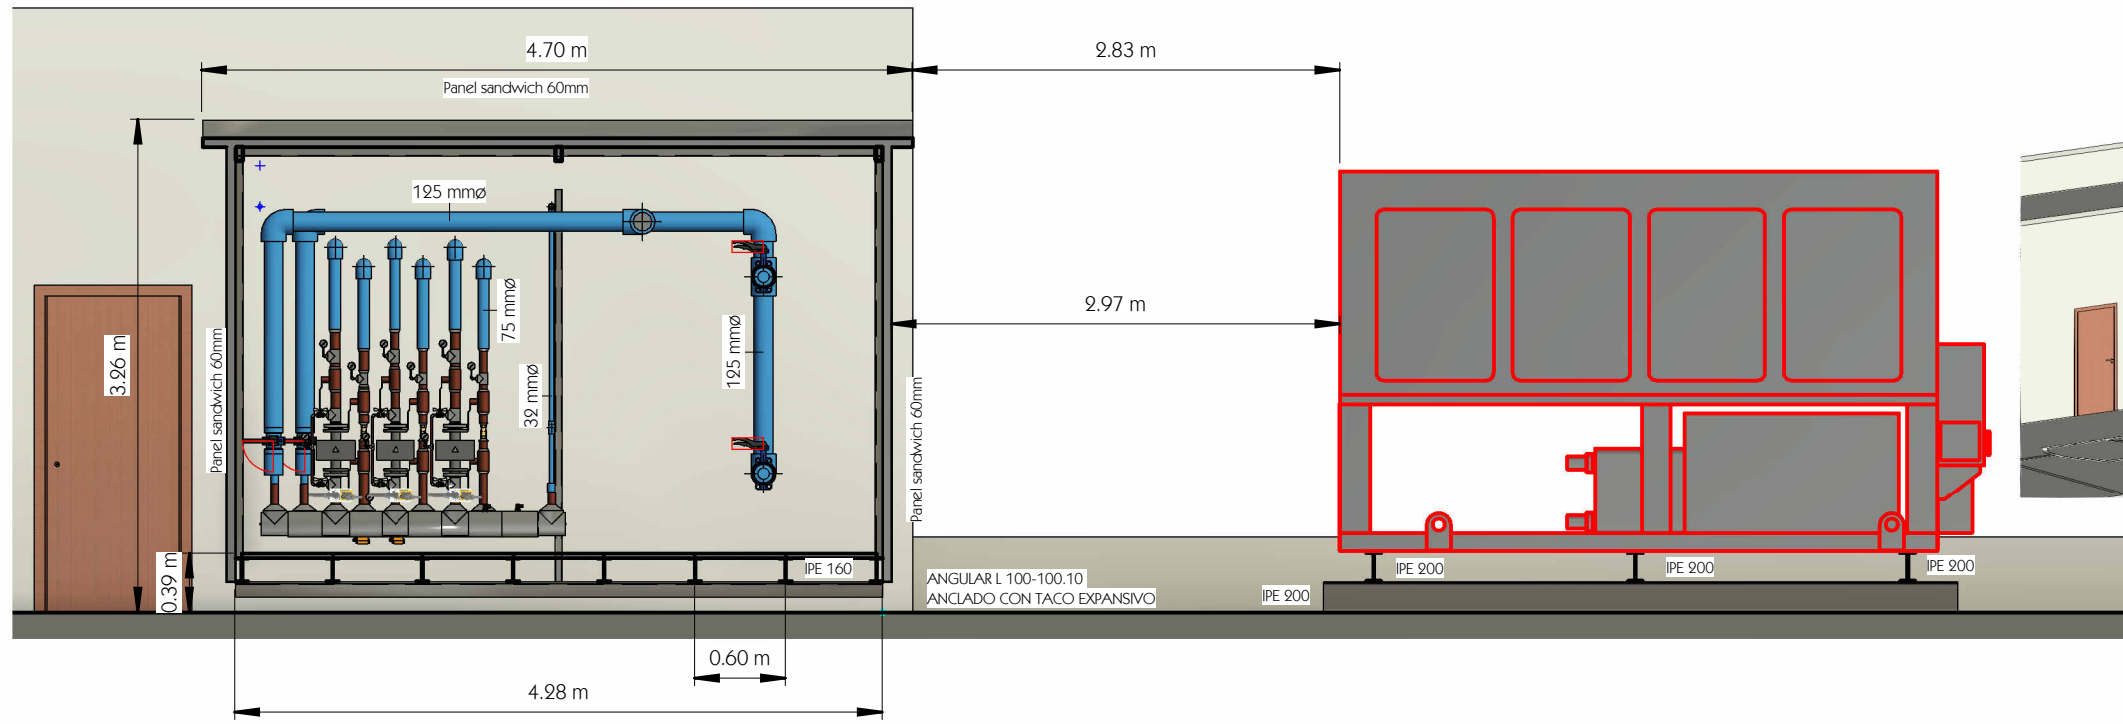 4.70 m
2.83 m
Panel sandwich 60mm
125 mmø
75 mmø
2.97 m
3.26 m
Panel sandwich 60mm
32 mmø
125 mmø
Panel sandwich 60mm
0.39 m
IPE 160
ANGULAR L 100-100.10
ANCLADO CON TACO EXPANSIVO
IPE 200
IPE 200
IPE 200
IPE 200
0.60 m
4.28 m